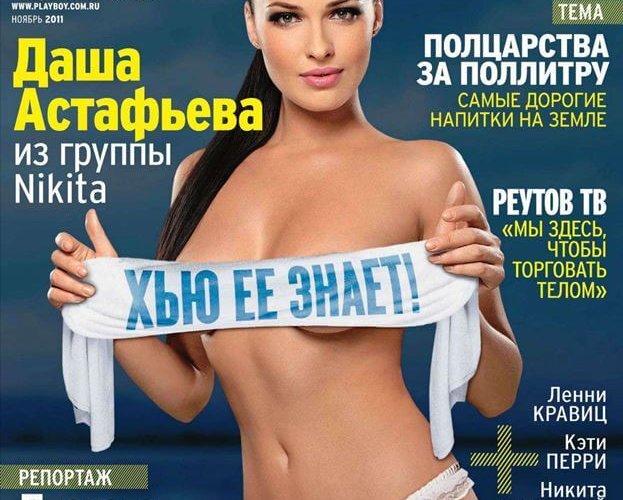 WWW.PLAYBOY.COM.RU
НОЯБРЬ 2011
Даша
Астафьева
из группы
Nikita
ТЕМА
ПОЛЦАРСТВА
ЗА ПОЛЛИТРУ
САМЫЕ ДОРОГИЕ
НАПИТКИ НА ЗЕМЛЕ
РЕУТОВ ТВ
«МЫ ЗДЕСЬ,
ЧТОБЫ
ТОРГОВАТЬ
ТЕЛОМ»
ХЬЮ ЕЕ ЗНАЕТ!
Ленни
КРАВИЦ
+
Кэти
ПЕРРИ
Никита
РЕПОРТАЖ